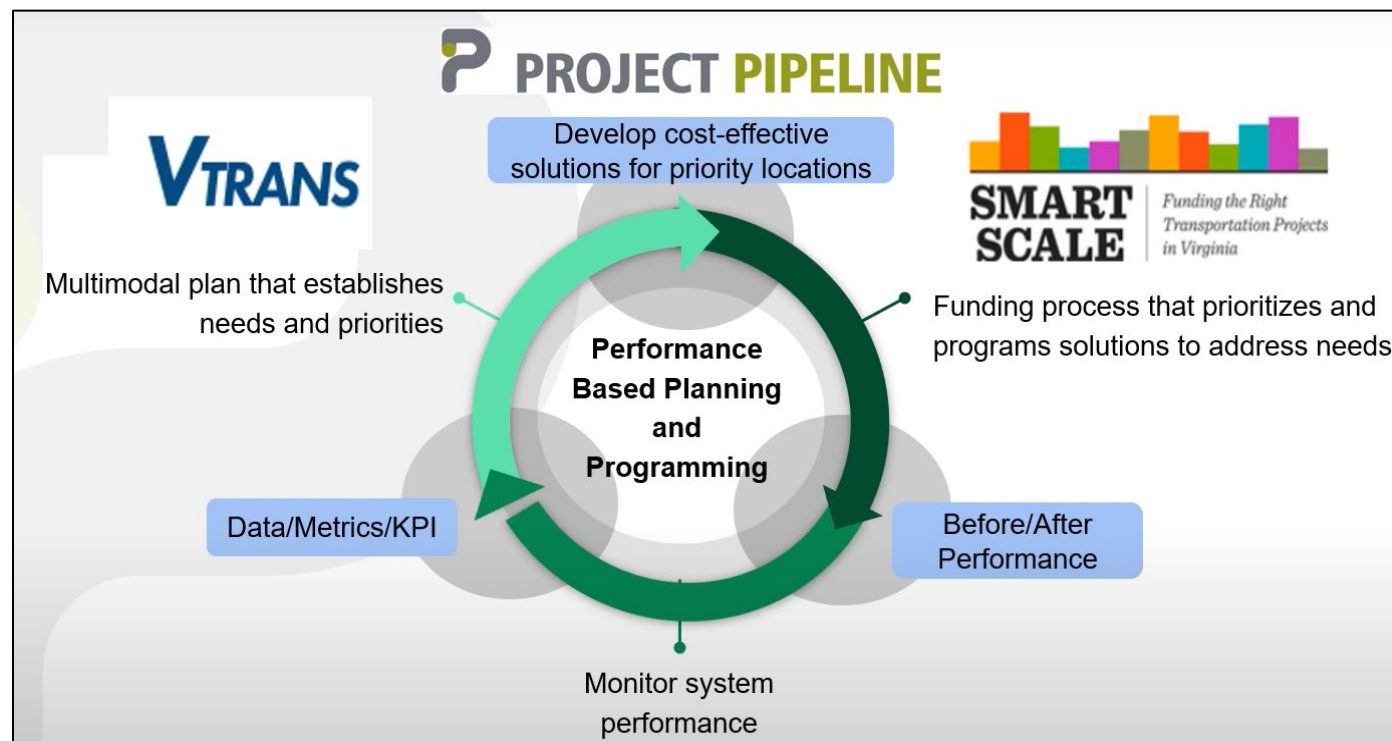 PROJECT PIPELINE
Develop cost-effective
solutions for priority locations
VTRANS
Multimodal plan that establishes
needs and priorities
SMART
SCALE
Funding the Right
Transportation Projects
in Virginia
Funding process that prioritizes and
programs solutions to address needs
Performance
Based Planning
and
Programming
Data/Metrics/KPI
Before/After
Performance
Monitor system
performance